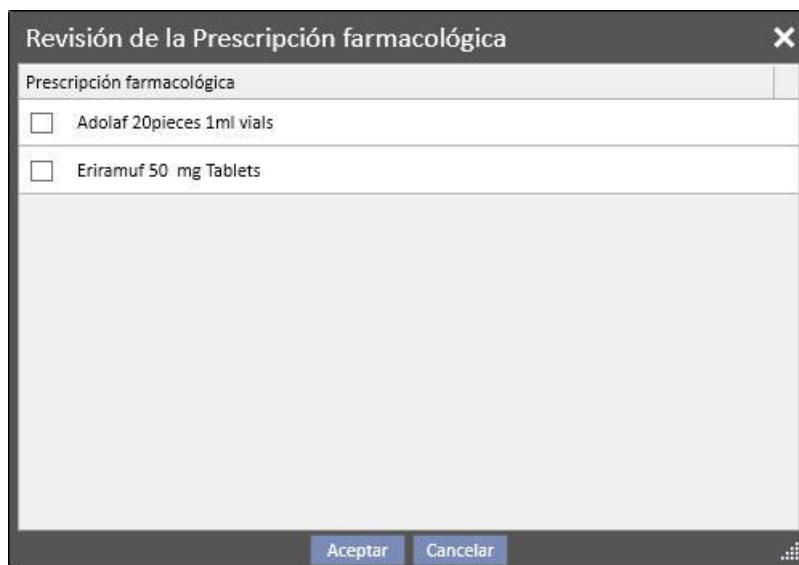 Revisión de la Prescripción farmacológica
Prescripción farmacológica
Adolaf 20pieces 1ml vials
Eriramuf 50  mg Tablets
Aceptar Cancelar